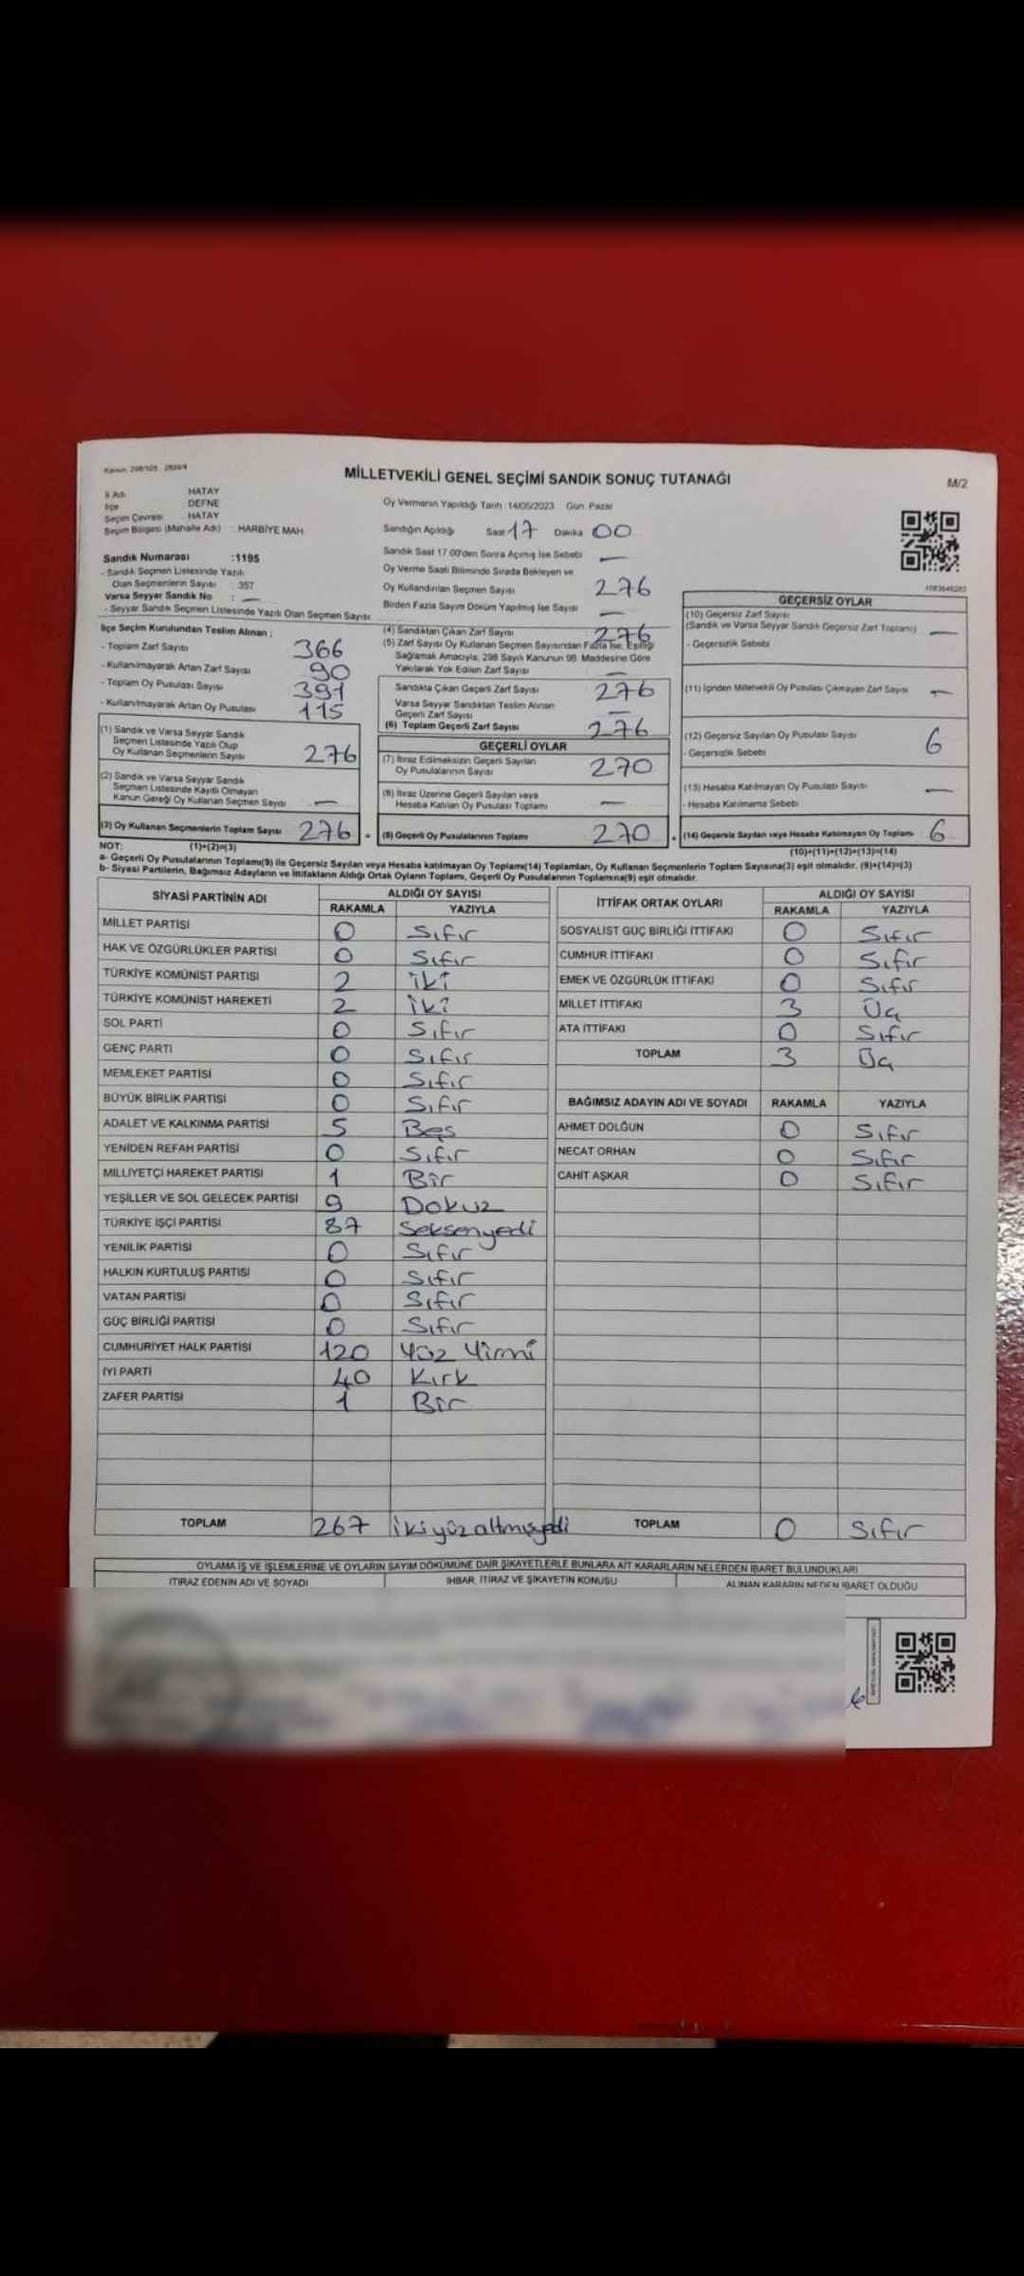 Kanun: 298/105 2839/4
MİLLETVEKİLİ GENEL SEÇİMİ SANDIK SONUÇ TUTANAĞI
M/2
İl Adı : HATAY
İlçe : DEFNE
Seçim Çevresi : HATAY
Seçim Bölgesi (Mahalle Adı) : HARBİYE MAH.
Oy Vermenin Yapıldığı Tarih :14/05/2023 Gün: Pazar
Sandığın Açıldığı Saat 17 Dakika 00
Sandık Saat 17.00'den Sonra Açılmış İse Sebebi —
Oy Verme Saati Bitiminde Sırada Bekleyen ve
Oy Kullandırılan Seçmen Sayısı 276
Birden Fazla Sayım Döküm Yapılmış İse Sayısı —
Sandık Numarası :1195
- Sandık Seçmen Listesinde Yazılı
Olan Seçmenlerin Sayısı : 357
Varsa Seyyar Sandık No : —
- Seyyar Sandık Seçmen Listesinde Yazılı Olan Seçmen Sayısı:
İlçe Seçim Kurulundan Teslim Alınan ;
- Toplam Zarf Sayısı 366
- Kullanılmayarak Artan Zarf Sayısı 90
- Toplam Oy Pusulası Sayısı 391
- Kullanılmayarak Artan Oy Pusulası 115
(1) Sandık ve Varsa Seyyar Sandık
Seçmen Listesinde Yazılı Olup
Oy Kullanan Seçmenlerin Sayısı 276
(2) Sandık ve Varsa Seyyar Sandık
Seçmen Listesinde Kayıtlı Olmayan
Kanun Gereği Oy Kullanan Seçmen Sayısı —
(3) Oy Kullanan Seçmenlerin Toplam Sayısı 276
(4) Sandıktan Çıkan Zarf Sayısı 276
(5) Zarf Sayısı Oy Kullanan Seçmen Sayısından Fazla İse, Eşitliği
Sağlamak Amacıyla, 298 Sayılı Kanunun 98. Maddesine Göre
Yakılarak Yok Edilen Zarf Sayısı —
Sandıkta Çıkan Geçerli Zarf Sayısı 276
Varsa Seyyar Sandıktan Teslim Alınan
Geçerli Zarf Sayısı —
(6) Toplam Geçerli Zarf Sayısı 276
GEÇERLİ OYLAR
(7) İtiraz Edilmeksizin Geçerli Sayılan
Oy Pusulalarının Sayısı 270
(8) İtiraz Üzerine Geçerli Sayılan veya
Hesaba Katılan Oy Pusulası Toplamı —
(9) Geçerli Oy Pusulalarının Toplamı 270
GEÇERSİZ OYLAR
(10) Geçersiz Zarf Sayısı
(Sandık ve Varsa Seyyar Sandık Geçersiz Zarf Toplamı) —
- Geçersizlik Sebebi
(11) İçinden Milletvekili Oy Pusulası Çıkmayan Zarf Sayısı —
(12) Geçersiz Sayılan Oy Pusulası Sayısı 6
- Geçersizlik Sebebi
(13) Hesaba Katılmayan Oy Pusulası Sayısı —
- Hesaba Katılmama Sebebi
(14) Geçersiz Sayılan veya Hesaba Katılmayan Oy Toplamı 6
NOT: (1)+(2)=(3) (10)+(11)+(12)+(13)=(14)
a- Geçerli Oy Pusulalarının Toplamı(9) ile Geçersiz Sayılan veya Hesaba katılmayan Oy Toplamı(14) Toplamları, Oy Kullanan Seçmenlerin Toplam Sayısına(3) eşit olmalıdır. (9)+(14)=(3)
b- Siyasi Partilerin, Bağımsız Adayların ve İttifakların Aldığı Ortak Oyların Toplamı, Geçerli Oy Pusulalarının Toplamına(9) eşit olmalıdır.
SİYASİ PARTİNİN ADI ALDIĞI OY SAYISI
RAKAMLA YAZIYLA
MİLLET PARTİSİ 0 Sıfır
HAK VE ÖZGÜRLÜKLER PARTİSİ 0 Sıfır
TÜRKİYE KOMÜNİST PARTİSİ 2 iki
TÜRKİYE KOMÜNİST HAREKETİ 2 iki
SOL PARTİ 0 Sıfır
GENÇ PARTİ 0 Sıfır
MEMLEKET PARTİSİ 0 Sıfır
BÜYÜK BİRLİK PARTİSİ 0 Sıfır
ADALET VE KALKINMA PARTİSİ 5 Beş
YENİDEN REFAH PARTİSİ 0 Sıfır
MİLLİYETÇİ HAREKET PARTİSİ 1 Bir
YEŞİLLER VE SOL GELECEK PARTİSİ 9 Dokuz
TÜRKİYE İŞÇİ PARTİSİ 87 Seksenyedi
YENİLİK PARTİSİ 0 Sıfır
HALKIN KURTULUŞ PARTİSİ 0 Sıfır
VATAN PARTİSİ 0 Sıfır
GÜÇ BİRLİĞİ PARTİSİ 0 Sıfır
CUMHURİYET HALK PARTİSİ 120 Yüz Yirmi
İYİ PARTİ 40 Kırk
ZAFER PARTİSİ 1 Bir
TOPLAM 267 ikiyüzaltmışyedi
İTTİFAK ORTAK OYLARI ALDIĞI OY SAYISI
RAKAMLA YAZIYLA
SOSYALİST GÜÇ BİRLİĞİ İTTİFAKI 0 Sıfır
CUMHUR İTTİFAKI 0 Sıfır
EMEK VE ÖZGÜRLÜK İTTİFAKI 0 Sıfır
MİLLET İTTİFAKI 3 Üç
ATA İTTİFAKI 0 Sıfır
TOPLAM 3 Üç
BAĞIMSIZ ADAYIN ADI VE SOYADI RAKAMLA YAZIYLA
AHMET DOLĞUN 0 Sıfır
NECAT ORHAN 0 Sıfır
CAHİT AŞKAR 0 Sıfır
TOPLAM 0 Sıfır
OYLAMA İŞ VE İŞLEMLERİNE VE OYLARIN SAYIM DÖKÜMÜNE DAİR ŞİKAYETLERLE BUNLARA AİT KARARLARIN NELERDEN İBARET BULUNDUKLARI
İTİRAZ EDENİN ADI VE SOYADI İHBAR, İTİRAZ VE ŞİKAYETİN KONUSU ALINAN KARARIN NEDEN İBARET OLDUĞU